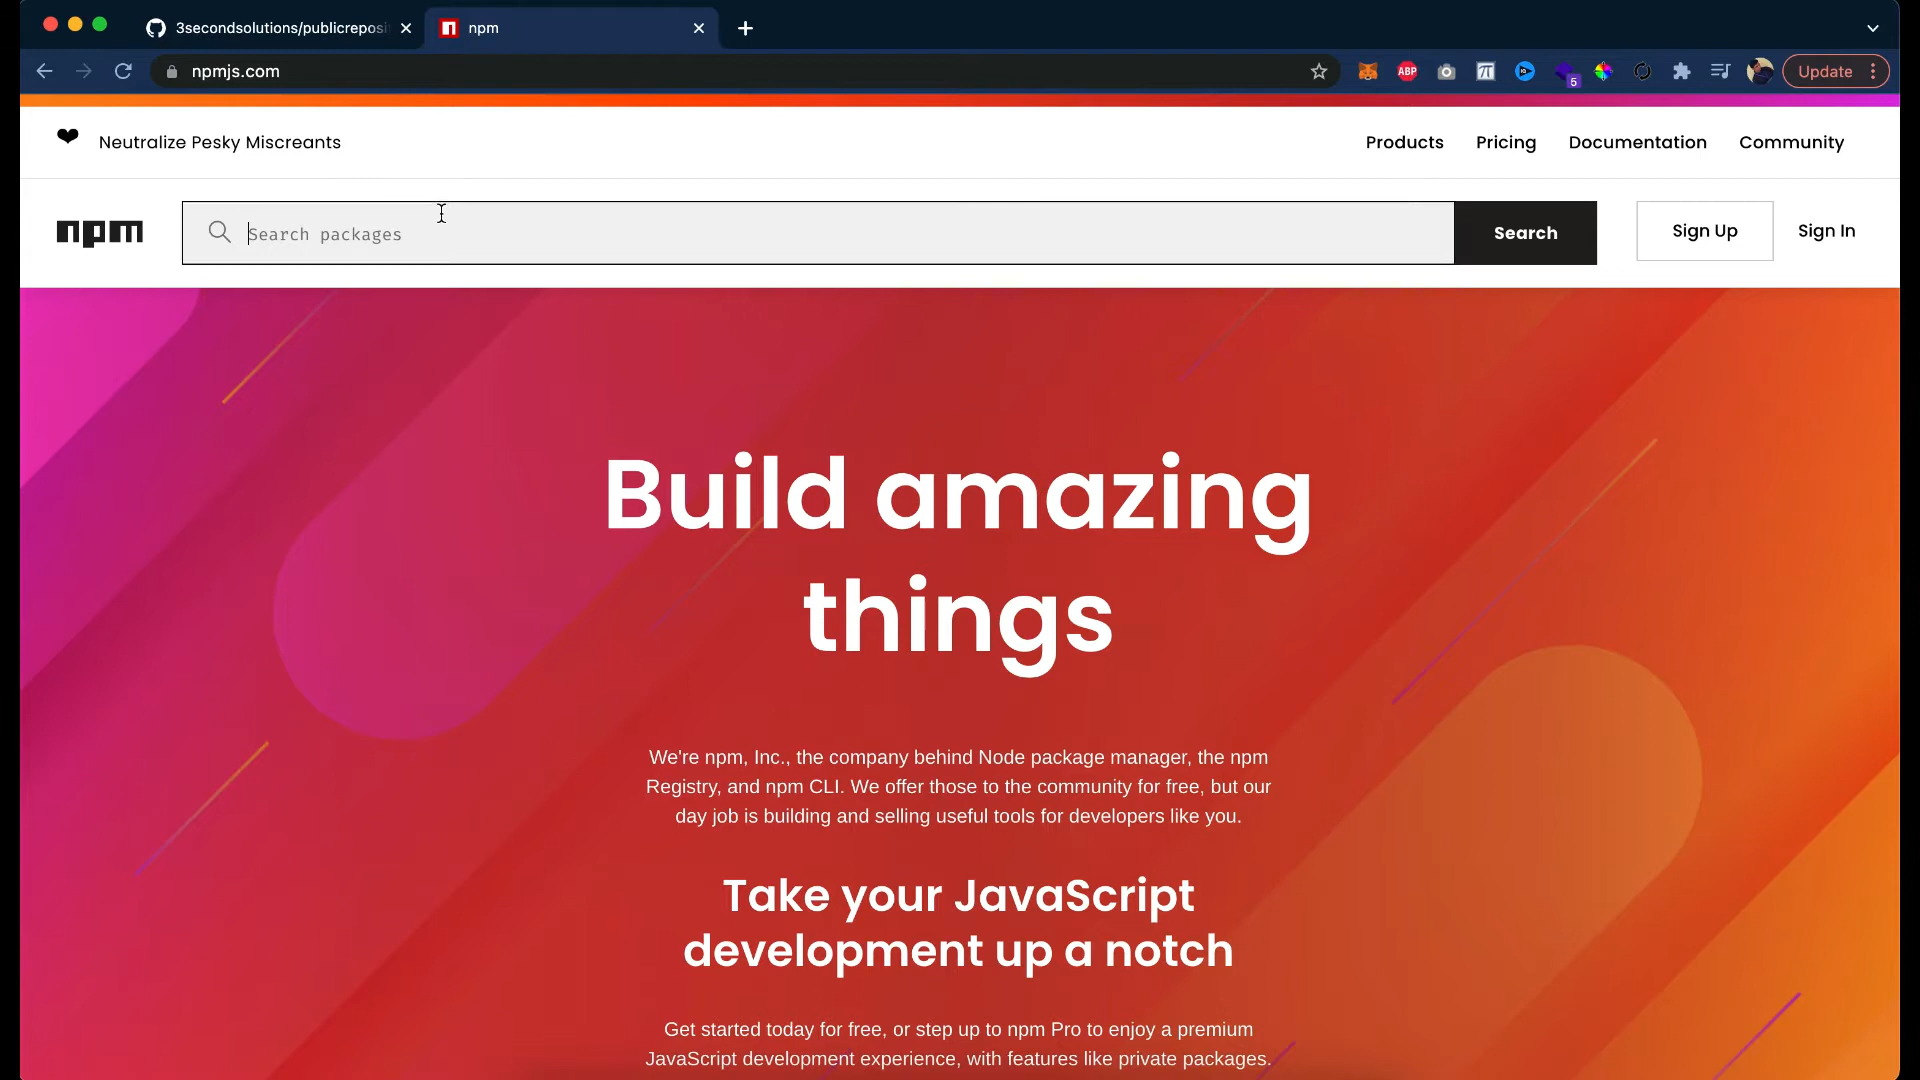 3secondsolutions/publicreposi
npm
npmjs.com
ABP
5
Update
Neutralize Pesky Miscreants
Products
Pricing
Documentation
Community
npm
Search packages
Search
Sign Up
Sign In
Build amazing
things
We're npm, Inc., the company behind Node package manager, the npm
Registry, and npm CLI. We offer those to the community for free, but our
day job is building and selling useful tools for developers like you.
Take your JavaScript
development up a notch
Get started today for free, or step up to npm Pro to enjoy a premium
JavaScript development experience, with features like private packages.